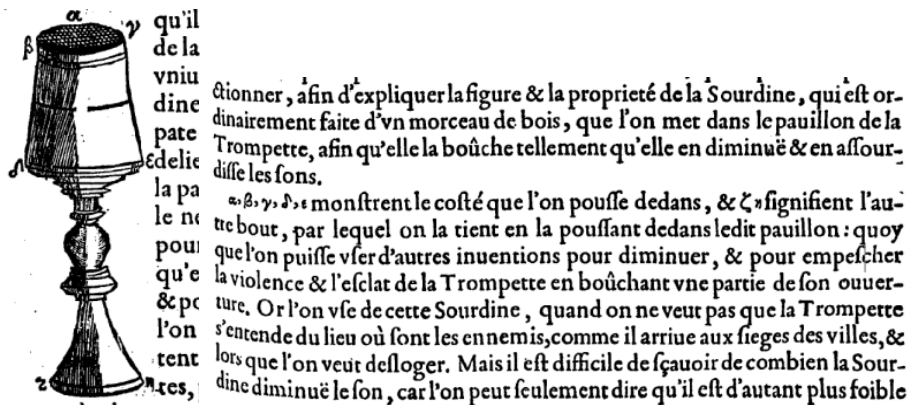 α
γ
β
δ
ε
ζ
η
qu'il
de la
vniu
dine
pate
delie
la pa
le ne
pour
qu'e
& po
l'on
tent
res,
ctionner, afin d'expliquer la figure & la proprieté de la Sourdine, qui eſt or-
dinairement faite d'vn morceau de bois, que l'on met dans le pauillon de la
Trompette, afin qu'elle la boûche tellement qu'elle en diminuë & en aſſour-
diſſe les ſons.
α, β, γ, δ, ε monſtrent le coſté que l'on pouſſe dedans, & ζ η ſignifient l'au-
tre bout, par lequel on la tient en la pouſſant dedans ledit pauillon: quoy
que l'on puiſſe vſer d'autres inuentions pour diminuer, & pour empeſcher
la violence & l'eſclat de la Trompette en boûchant vne partie de ſon ouuer-
ture. Or l'on vſe de cette Sourdine, quand on ne veut pas que la Trompette
s'entende du lieu où ſont les ennemis, comme il arriue aux ſieges des villes, &
lors que l'on veut deſloger. Mais il eſt difficile de ſçauoir de combien la Sour-
dine diminuë le ſon, car l'on peut ſeulement dire qu'il eſt d'autant plus foible